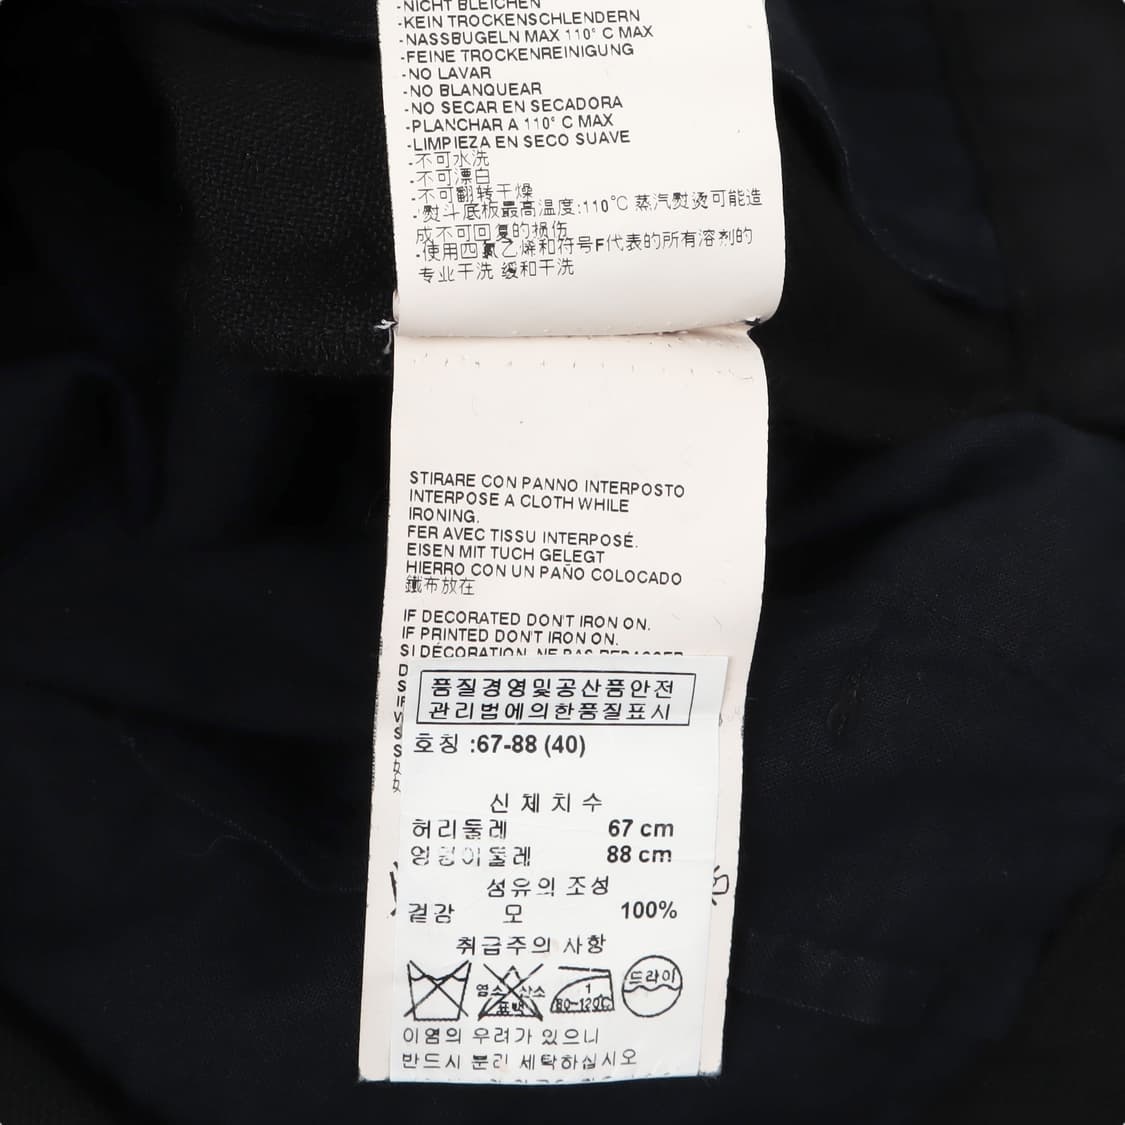 -NICHT BLEICHEN
-KEIN TROCKENSCHLENDERN
-NASSBUGELN MAX 110° C MAX
-FEINE TROCKENREINIGUNG
-NO LAVAR
-NO BLANQUEAR
-NO SECAR EN SECADORA
-PLANCHAR A 110° C MAX
-LIMPIEZA EN SECO SUAVE
-不可水洗
-不可漂白
-不可翻转干燥
-熨斗底板最高温度:110°C 蒸汽熨烫可能造
成不可回复的损伤
-使用四氯乙烯和符号F代表的所有溶剂的
专业干洗 缓和干洗
STIRARE CON PANNO INTERPOSTO
INTERPOSE A CLOTH WHILE
IRONING.
FER AVEC TISSU INTERPOSÉ.
EISEN MIT TUCH GELEGT
HIERRO CON UN PAÑO COLOCADO
鐵布放在
IF DECORATED DON'T IRON ON.
IF PRINTED DON'T IRON ON.
SI DÉCORATION, NE PAS REPASSER
품질경영및공산품안전
관리법에의한품질표시
호칭 :67-88 (40)
신체치수
허리둘레 67 cm
엉덩이둘레 88 cm
섬유의 조성
겉감 모 100%
취급주의 사항
염소 산소 표백
1
80~120C
드라이
이염의 우려가 있으니
반드시 분리 세탁하십시오